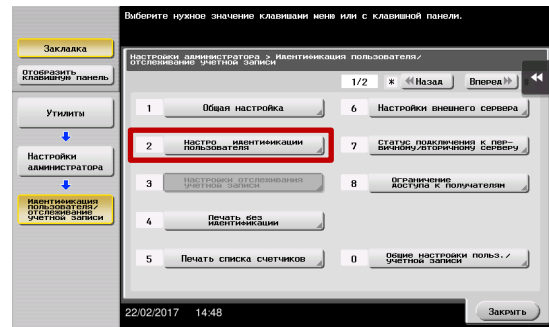 Выберите нужное значение клавишами меню или с клавишной панели.
Закладка
Отобразить
клавишную панель
Настройки администратора > Идентификация пользователя/
отслеживание учетной записи
1/2 * Назад Вперед
Утилиты
Настройки
администратора
Идентификация
пользователя/
отслеживание
учетной записи
1 Общая настройка
6 Настройки внешнего сервера
2 Настро идентификации
пользователя
7 Статус подключения к пер-
вичному/вторичному серверу
3 Настройки отслеживания
учетной записи
8 Ограничение
доступа к получателям
4 Печать без
идентификации
5 Печать списка счетчиков
0 Общие настройки польз./
учетной записи
22/02/2017 14:48
Закрыть